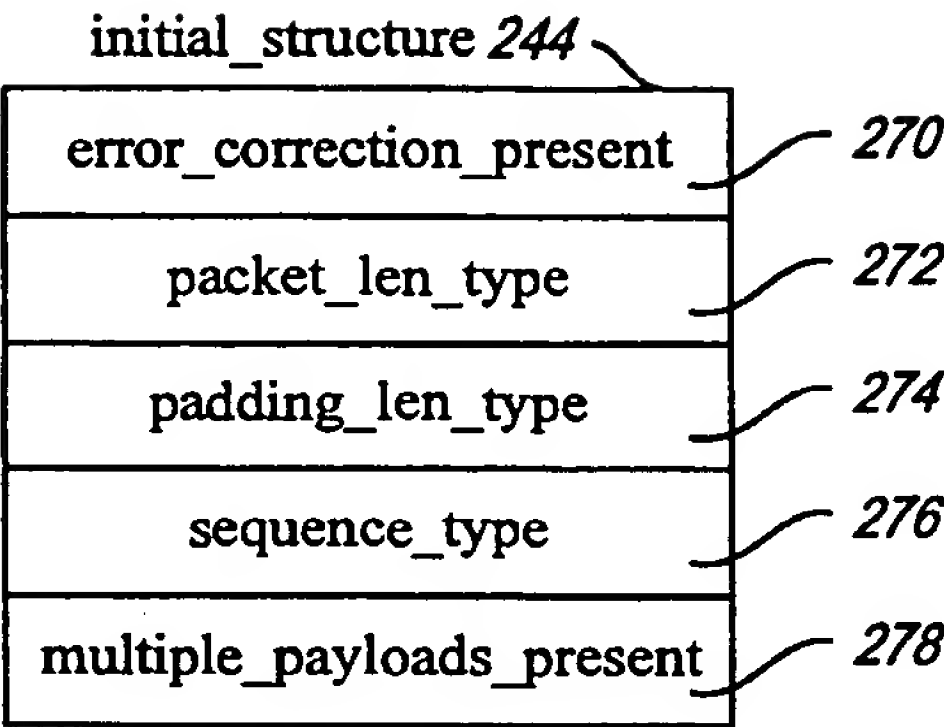 initial_structure 244
error_correction_present 270
packet_len_type 272
padding_len_type 274
sequence_type 276
multiple_payloads_present 278